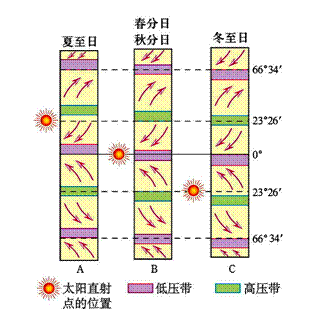 夏至日
春分日
秋分日
冬至日
66°34′
23°26′
0°
23°26′
66°34′
A
B
C
太阳直射
点的位置
低压带
高压带